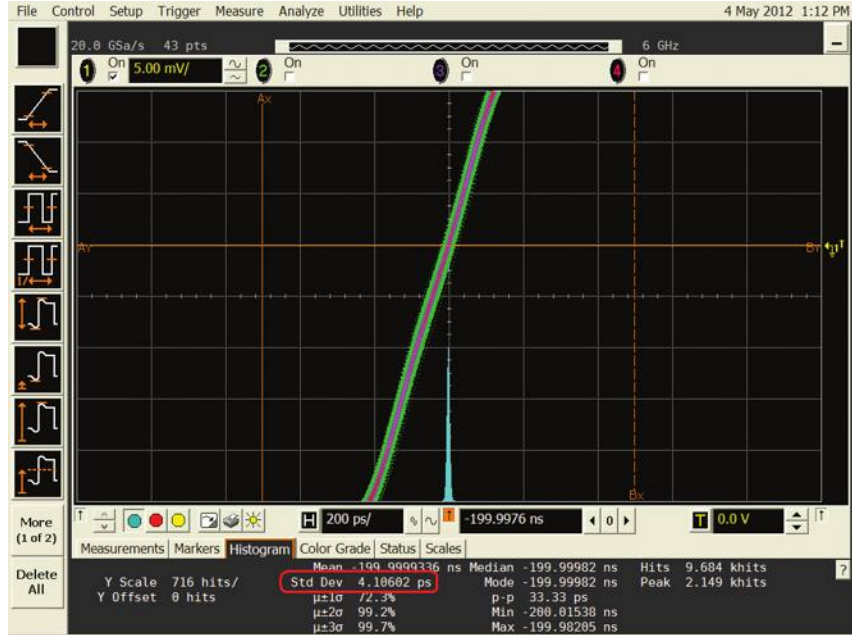 File Control Setup Trigger Measure Analyze Utilities Help 4 May 2012 1:12 PM
20.0 GSa/s 43 pts 6 GHz
1 On 5.00 mV/ 2 On 3 On 4 On
Ax
Ay By
Bx
1/
More
(1 of 2)
Delete
All
H 200 ps/ -199.9976 ns 0 T 0.0 V
Measurements Markers Histogram Color Grade Status Scales
Mean -199.9999336 ns Median -199.99982 ns Hits 9.684 khits
Y Scale 716 hits/ Std Dev 4.10602 ps Mode -199.99982 ns Peak 2.149 khits
Y Offset 0 hits µ±1σ 72.3% p-p 33.33 ps
µ±2σ 99.2% Min -200.01538 ns
µ±3σ 99.7% Max -199.98205 ns
?